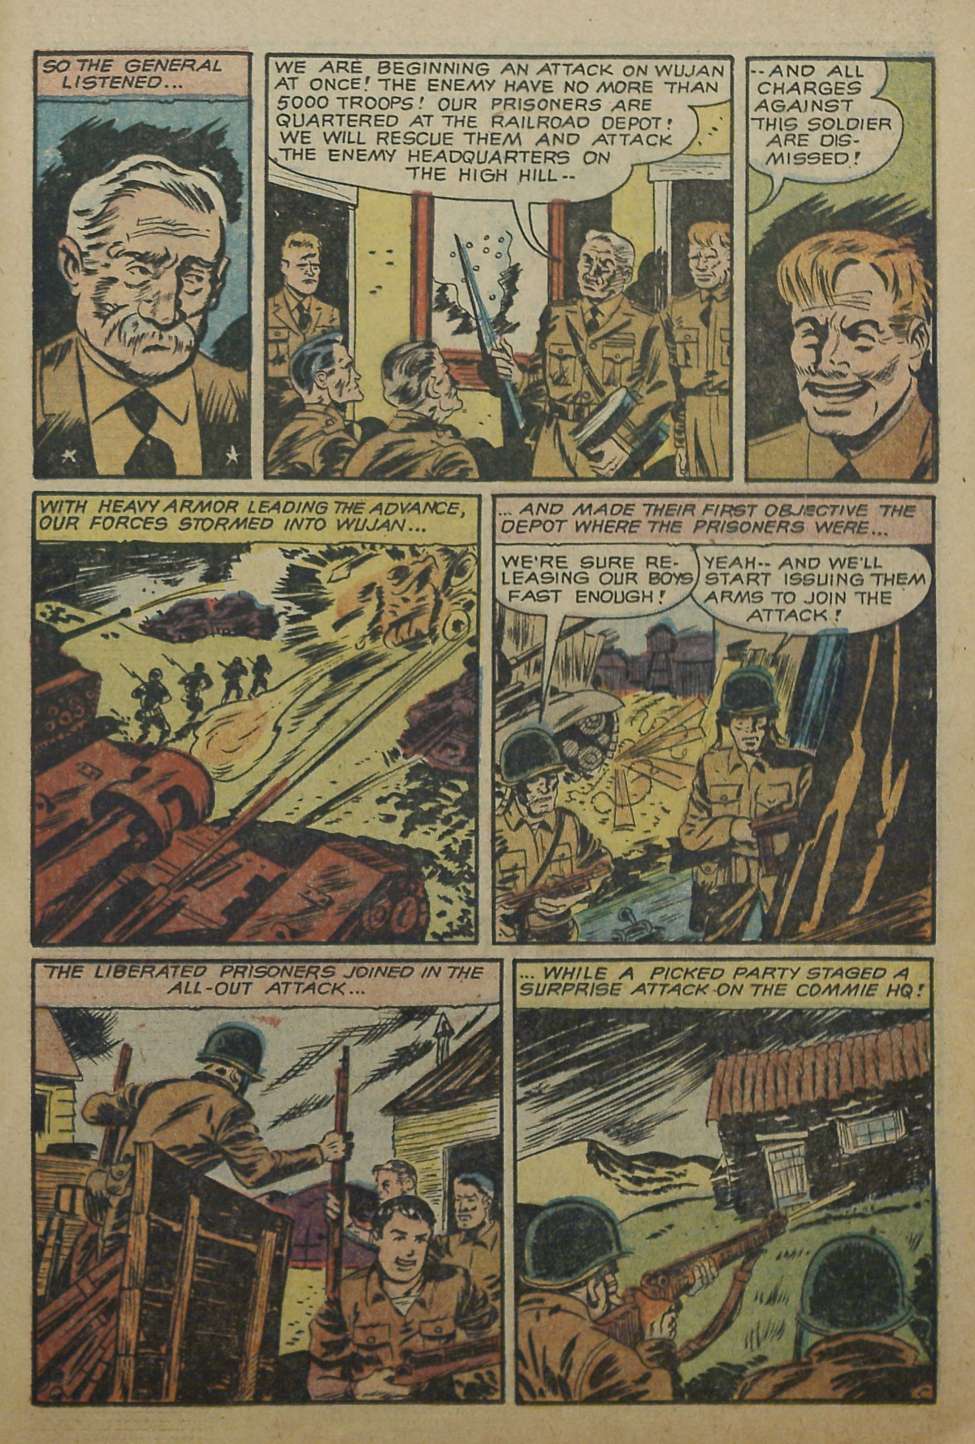 SO THE GENERAL
LISTENED...
WE ARE BEGINNING AN ATTACK ON WUJAN
AT ONCE! THE ENEMY HAVE NO MORE THAN
5000 TROOPS! OUR PRISONERS ARE
QUARTERED AT THE RAILROAD DEPOT!
WE WILL RESCUE THEM AND ATTACK
THE ENEMY HEADQUARTERS ON
THE HIGH HILL--
--AND ALL
CHARGES
AGAINST
THIS SOLDIER
ARE DIS-
MISSED!
WITH HEAVY ARMOR LEADING THE ADVANCE,
OUR FORCES STORMED INTO WUJAN...
...AND MADE THEIR FIRST OBJECTIVE THE
DEPOT WHERE THE PRISONERS WERE...
WE'RE SURE RE-
LEASING OUR BOYS
FAST ENOUGH!
YEAH-- AND WE'LL
START ISSUING THEM
ARMS TO JOIN THE
ATTACK!
THE LIBERATED PRISONERS JOINED IN THE
ALL-OUT ATTACK...
...WHILE A PICKED PARTY STAGED A
SURPRISE ATTACK ON THE COMMIE HQ!